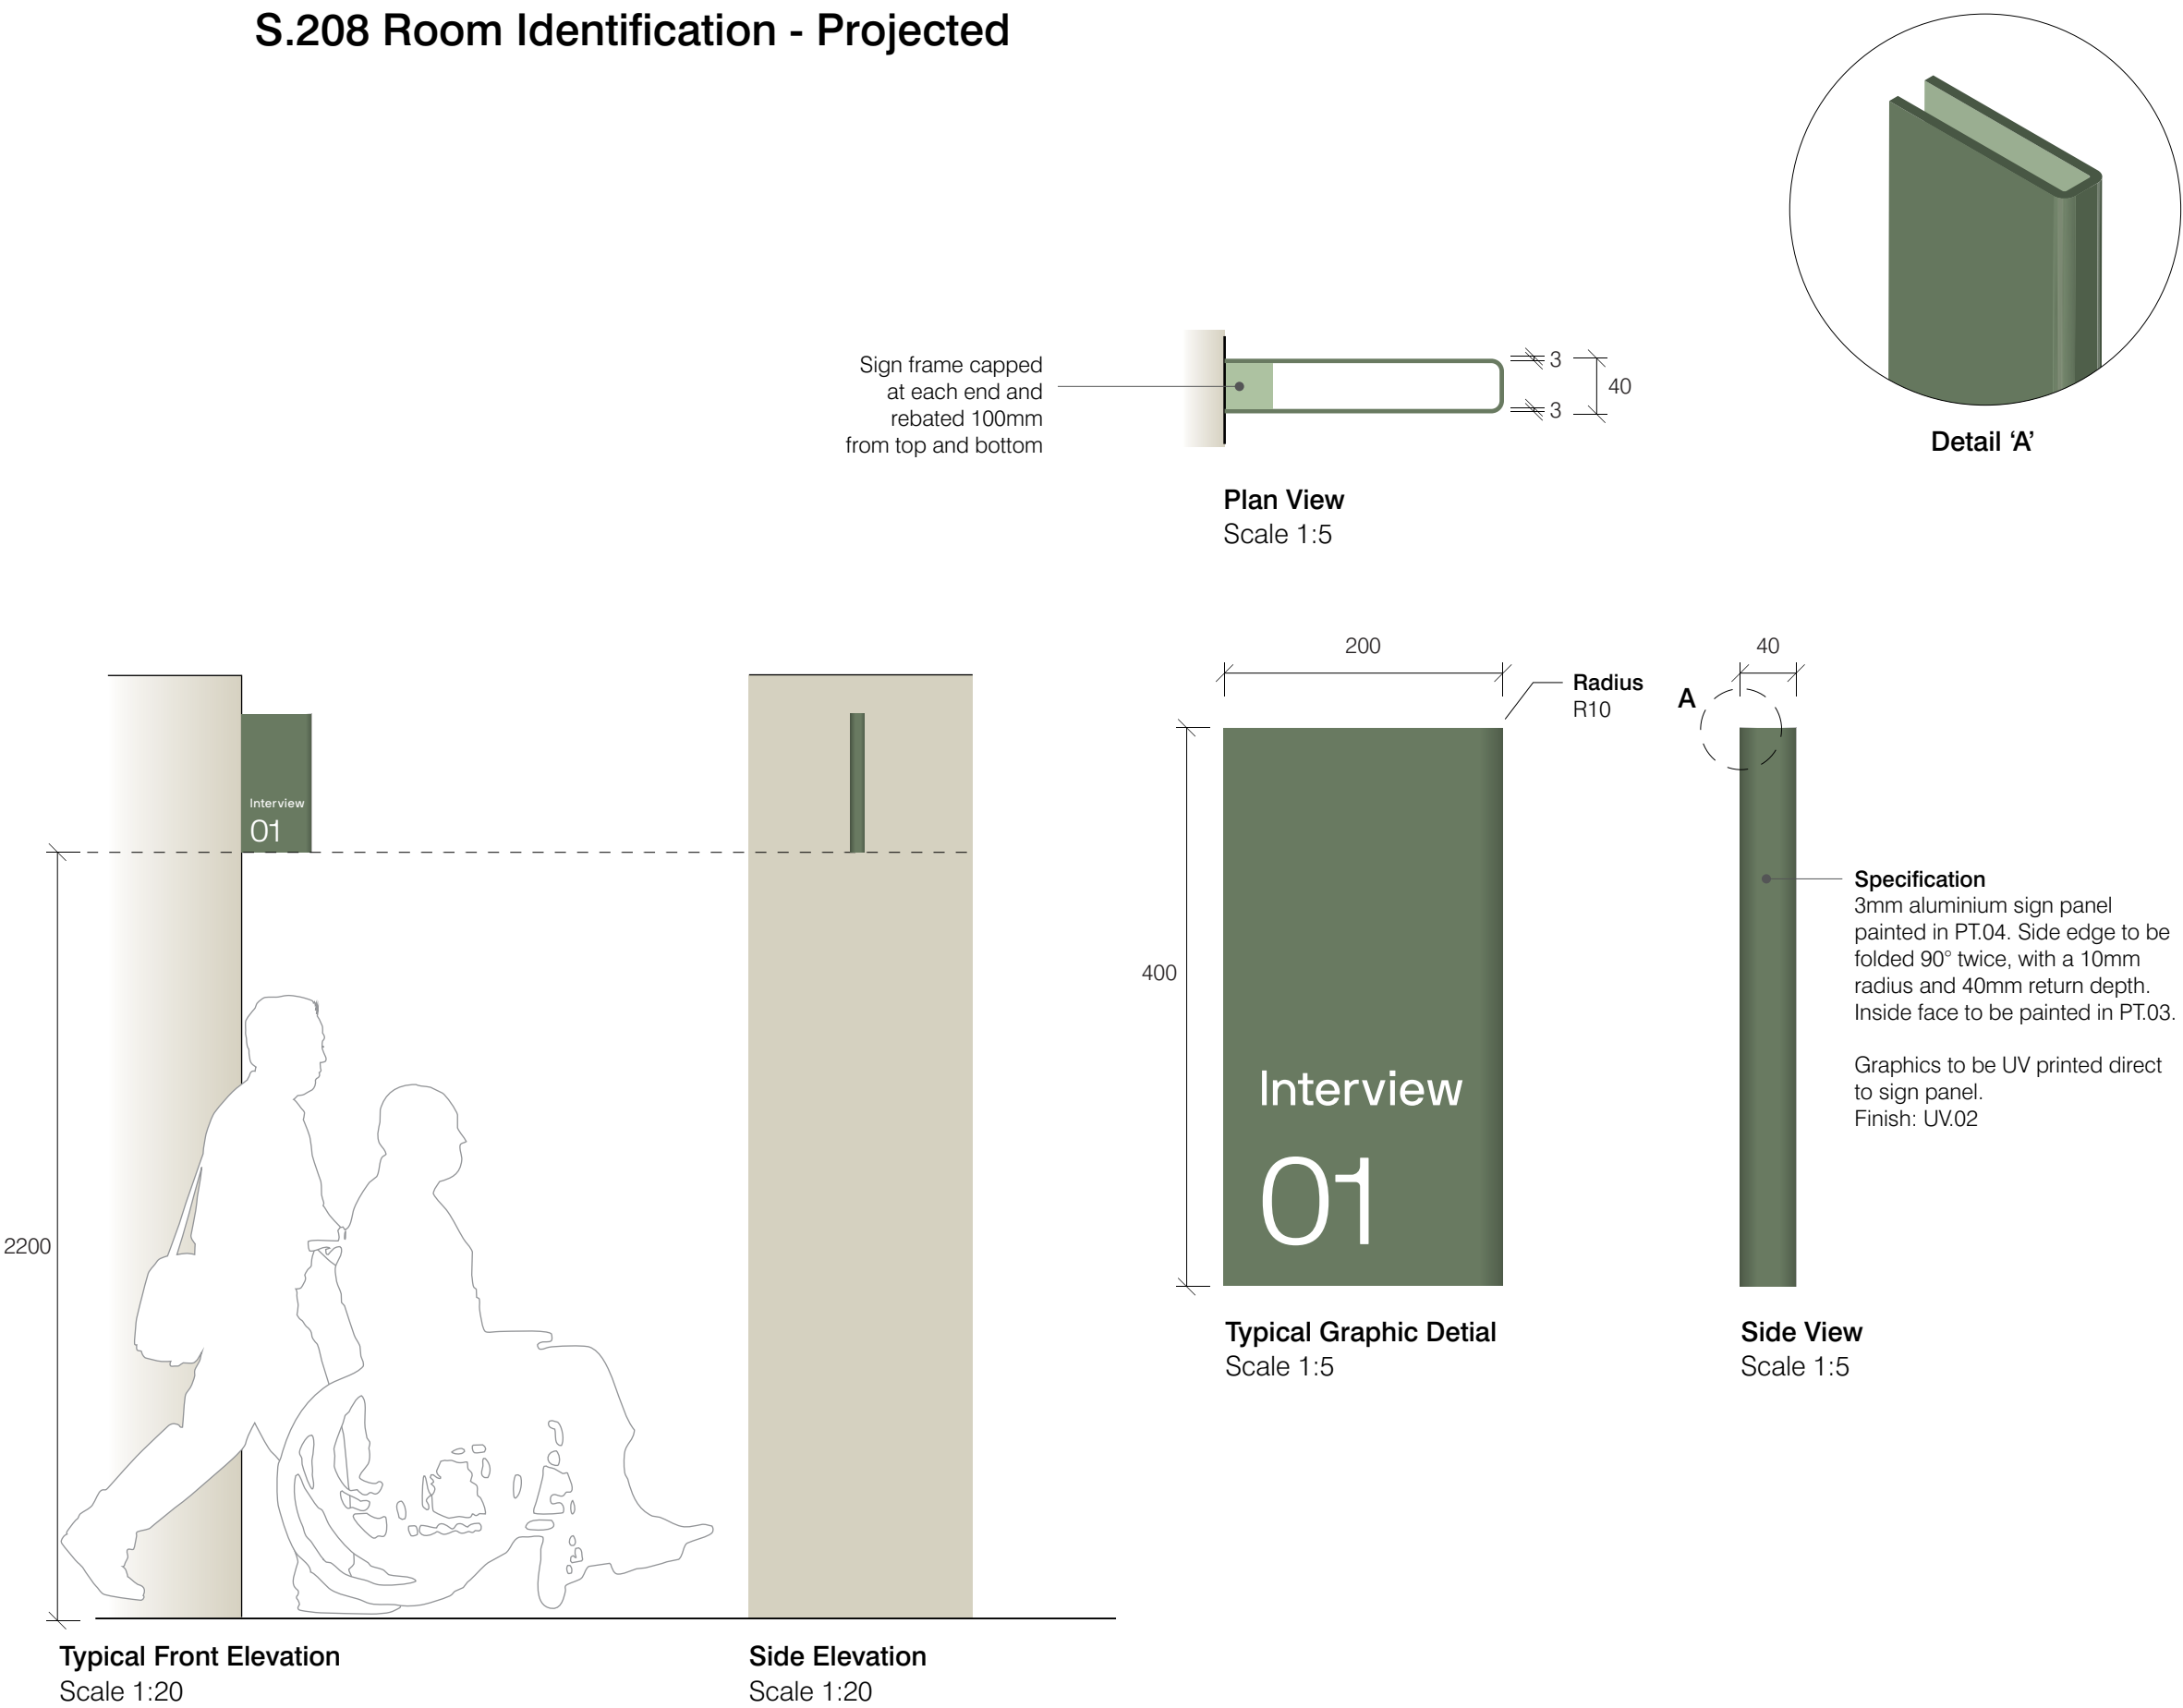 S.208 Room Identification - Projected
Sign frame capped
at each end and
rebated 100mm
from top and bottom
3
40
3
Detail ‘A’
Plan View
Scale 1:5
200
40
Radius
R10
A
Interview
01
2200
400
Specification
3mm aluminium sign panel
painted in PT.04. Side edge to be
folded 90° twice, with a 10mm
radius and 40mm return depth.
Inside face to be painted in PT.03.
Graphics to be UV printed direct
to sign panel.
Finish: UV.02
Interview
01
Typical Graphic Detial
Scale 1:5
Side View
Scale 1:5
Typical Front Elevation
Scale 1:20
Side Elevation
Scale 1:20